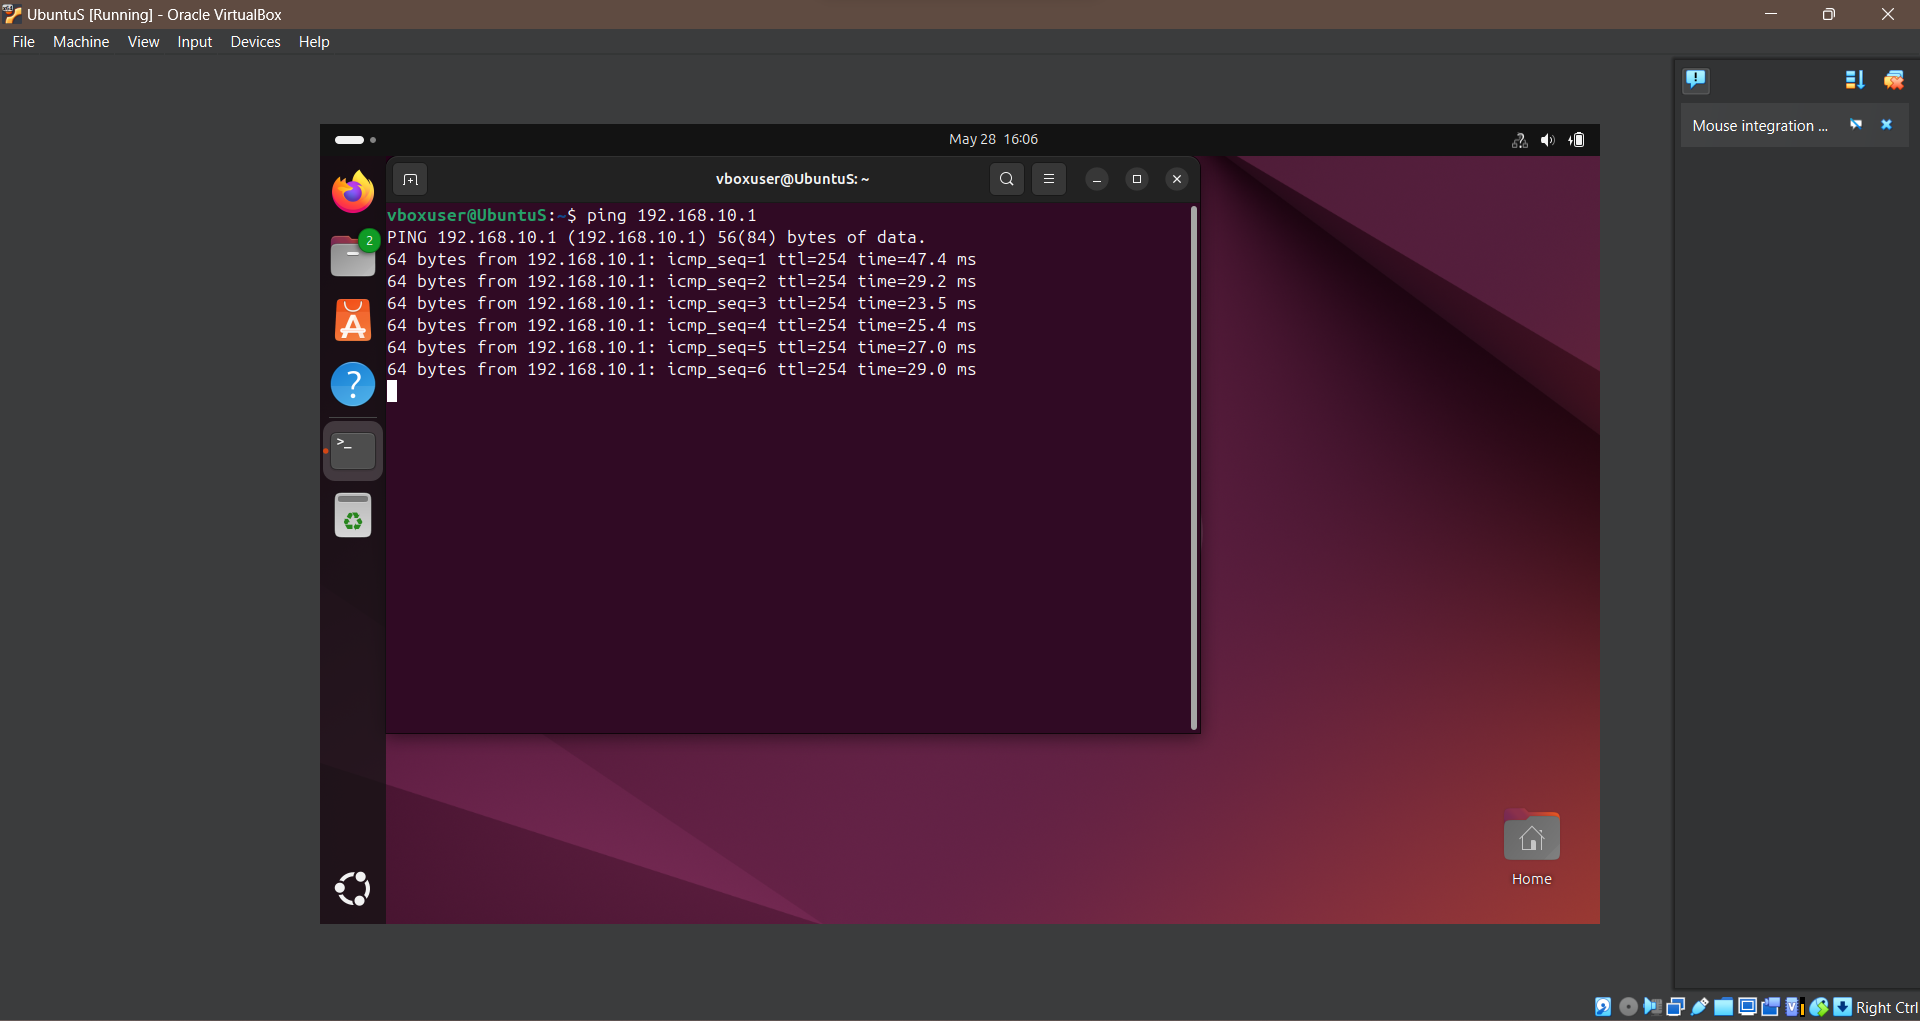 UbuntuS [Running] - Oracle VirtualBox
File Machine View Input Devices Help
Mouse integration ...
May 28 16:06
vboxuser@UbuntuS: ~
vboxuser@UbuntuS:~$ ping 192.168.10.1
PING 192.168.10.1 (192.168.10.1) 56(84) bytes of data.
64 bytes from 192.168.10.1: icmp_seq=1 ttl=254 time=47.4 ms
64 bytes from 192.168.10.1: icmp_seq=2 ttl=254 time=29.2 ms
64 bytes from 192.168.10.1: icmp_seq=3 ttl=254 time=23.5 ms
64 bytes from 192.168.10.1: icmp_seq=4 ttl=254 time=25.4 ms
64 bytes from 192.168.10.1: icmp_seq=5 ttl=254 time=27.0 ms
64 bytes from 192.168.10.1: icmp_seq=6 ttl=254 time=29.0 ms
2
Home
Right Ctrl